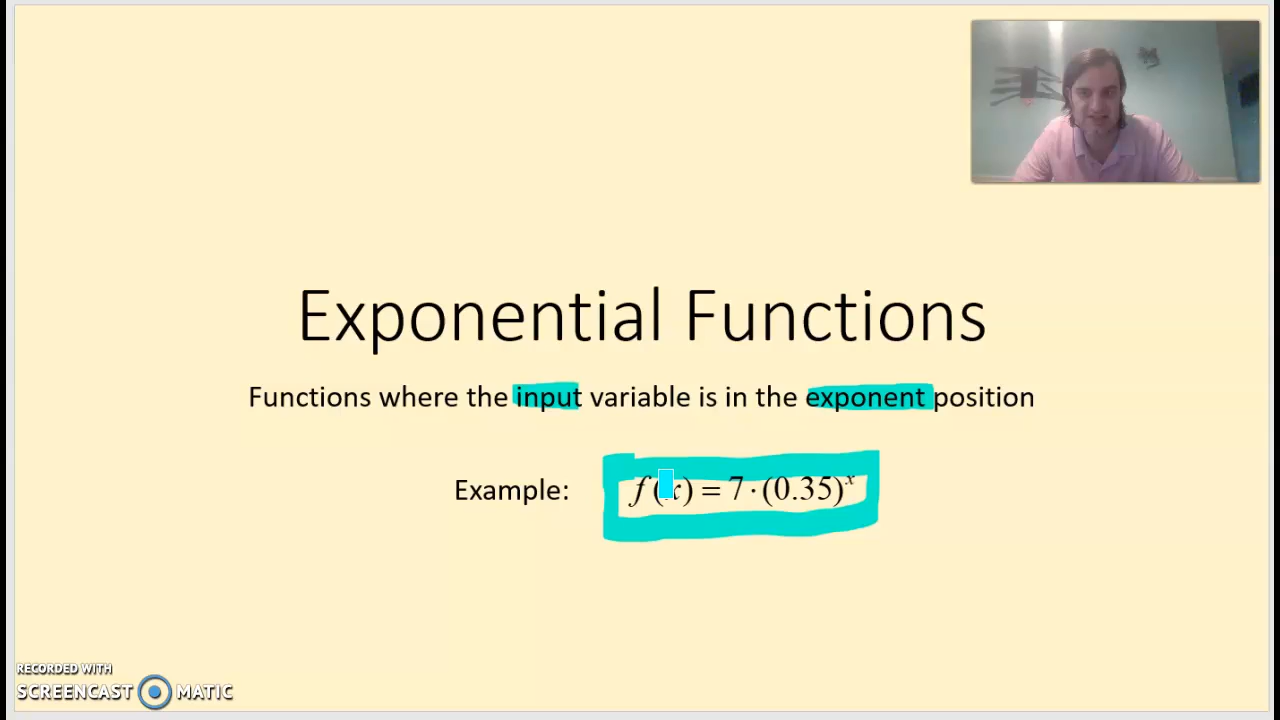 Exponential Functions
Functions where the input variable is in the exponent position
Example: f(x) = 7 · (0.35)^x
RECORDED WITH
SCREENCAST MATIC